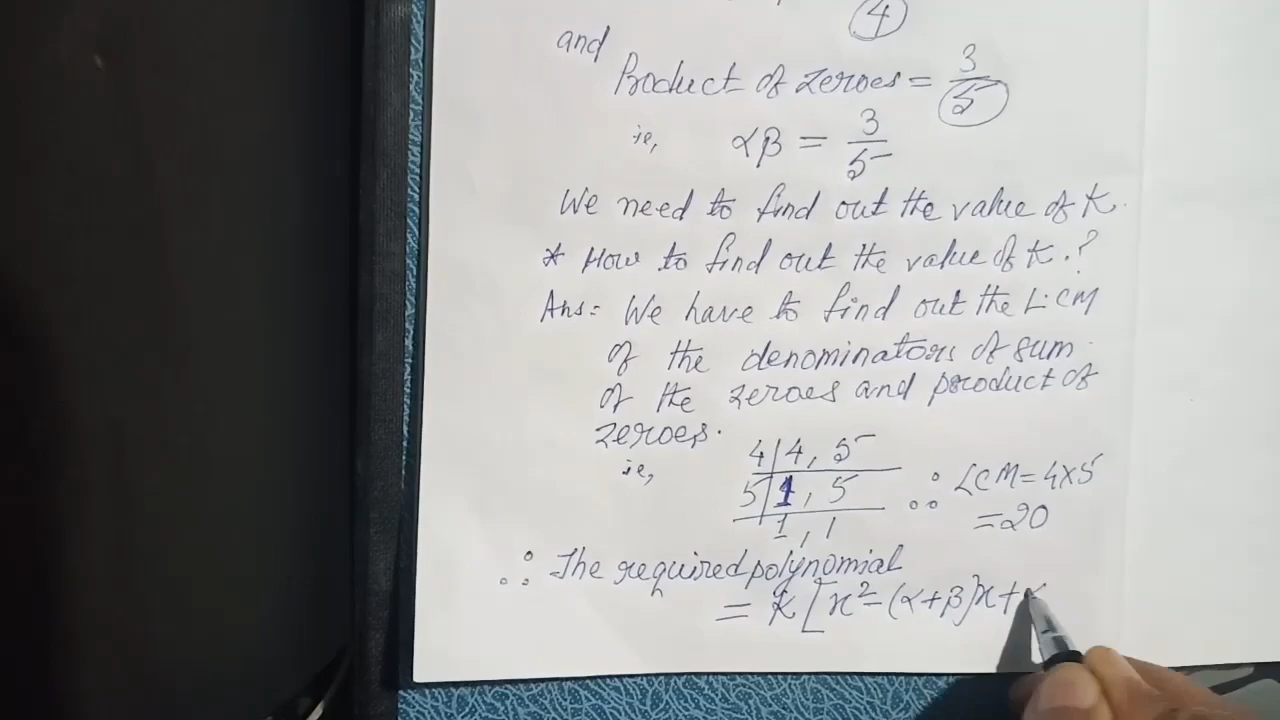 4
and
Product of zeroes = 3/5
ie, αβ = 3/5
We need to find out the value of K.
* How to find out the value of K.?
Ans: We have to find out the L.CM
of the denominators of sum
of the zeroes and product of
zeroes.
ie, 4 | 4, 5
5 | 1, 5 ∴ LCM = 4×5
1, 1 = 20
∴ The required polynomial
= K [x² - (α+β)x +